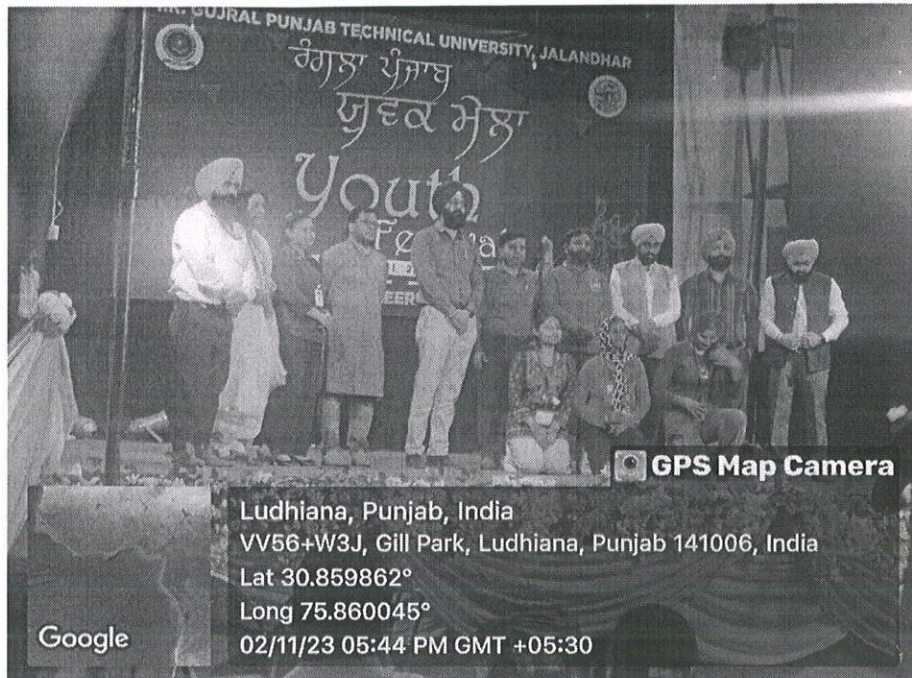 GUJRAL PUNJAB TECHNICAL UNIVERSITY, JALANDHAR
ਰੰਗਲਾ ਪੰਜਾਬ
ਯੁਵਕ ਮੇਲਾ
Youth
GPS Map Camera
Ludhiana, Punjab, India
VV56+W3J, Gill Park, Ludhiana, Punjab 141006, India
Lat 30.859862°
Long 75.860045°
02/11/23 05:44 PM GMT +05:30
Google